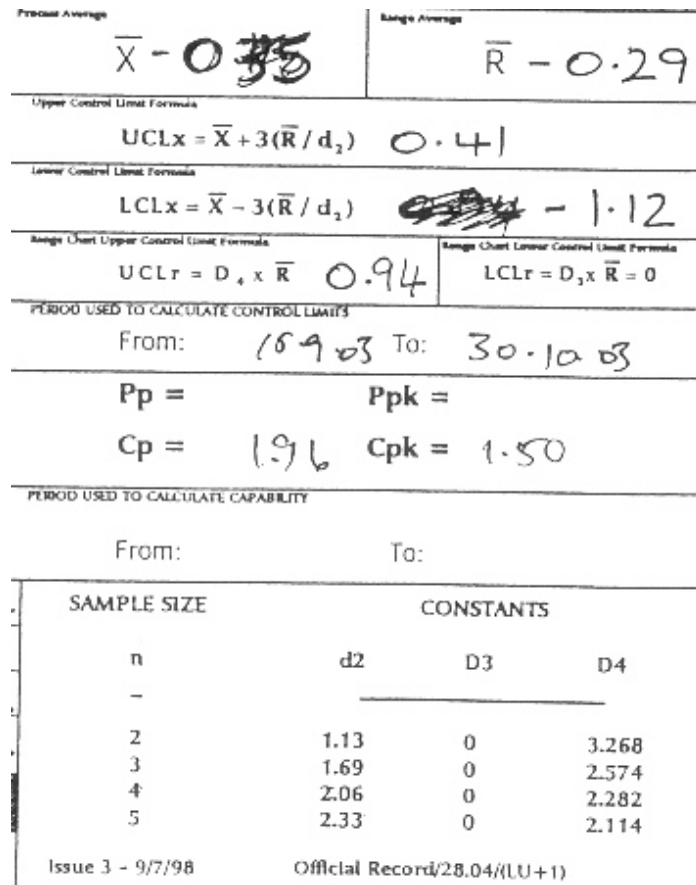 Process Average
X̄ - 0.35
Range Average
R̄ - 0.29
Upper Control Limit Formula
UCLx = X̄ + 3(R̄ / d₂) 0.41
Lower Control Limit Formula
LCLx = X̄ - 3(R̄ / d₂) - 1.12
Range Chart Upper Control Limit Formula
UCLr = D₄ x R̄ 0.94
Range Chart Lower Control Limit Formula
LCLr = D₃x R̄ = 0
PERIOD USED TO CALCULATE CONTROL LIMITS
From: 16 9 03 To: 30.10 03
Pp = Ppk =
Cp = 1.96 Cpk = 1.50
PERIOD USED TO CALCULATE CAPABILITY
From: To:
SAMPLE SIZE CONSTANTS
n d2 D3 D4
–
2 1.13 0 3.268
3 1.69 0 2.574
4 2.06 0 2.282
5 2.33 0 2.114
Issue 3 - 9/7/98 Official Record/28.04/(LU+1)